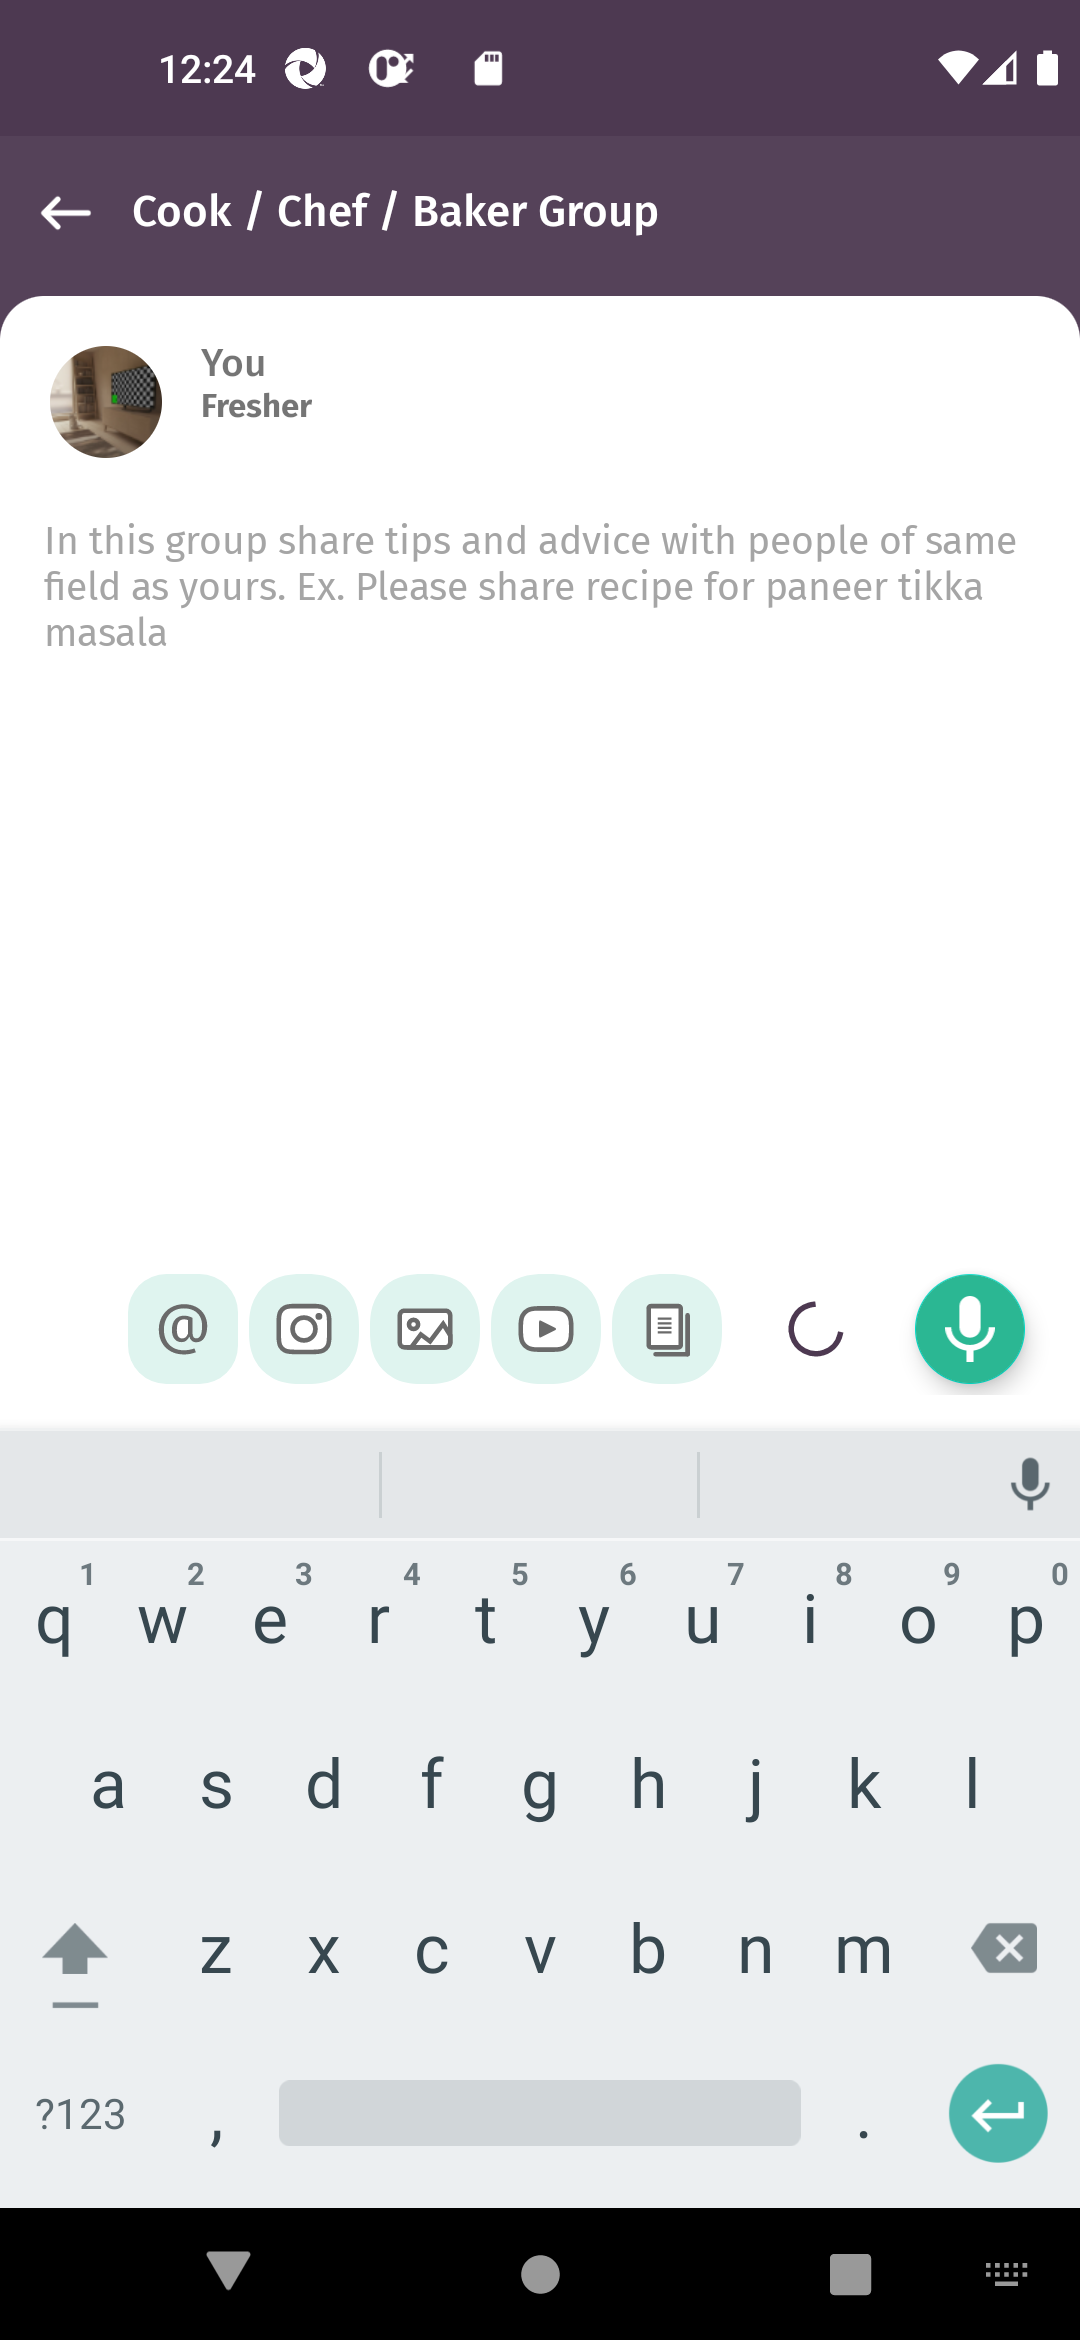 12:24
Cook / Chef / Baker Group
You
Fresher
In this group share tips and advice with people of same
field as yours. Ex. Please share recipe for paneer tikka
masala
@
1 2 3 4 5 6 7 8 9 0
q w e r t y u i o p
a s d f g h j k l
z x c v b n m
?123 , .